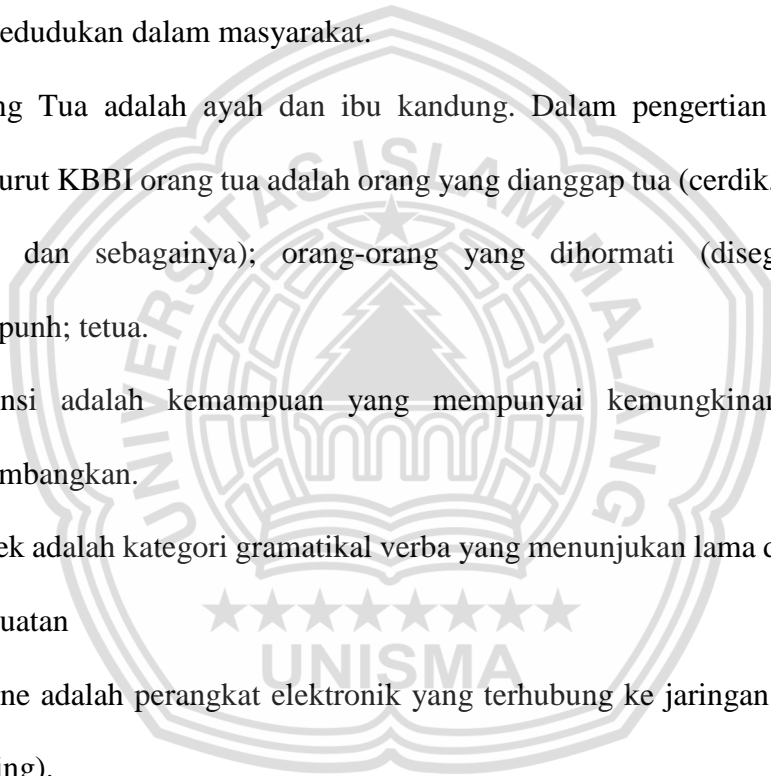 edudukan dalam masyarakat.
ng Tua adalah ayah dan ibu kandung. Dalam pengertian
urut KBBI orang tua adalah orang yang dianggap tua (cerdik
dan sebagainya); orang-orang yang dihormati (diseg
punh; tetua.
nsi adalah kemampuan yang mempunyai kemungkinan
mbangkan.
ek adalah kategori gramatikal verba yang menunjukan lama d
uatan
ne adalah perangkat elektronik yang terhubung ke jaringan
ing).
UNIVERSITAS ISLAM MALANG
UNISMA